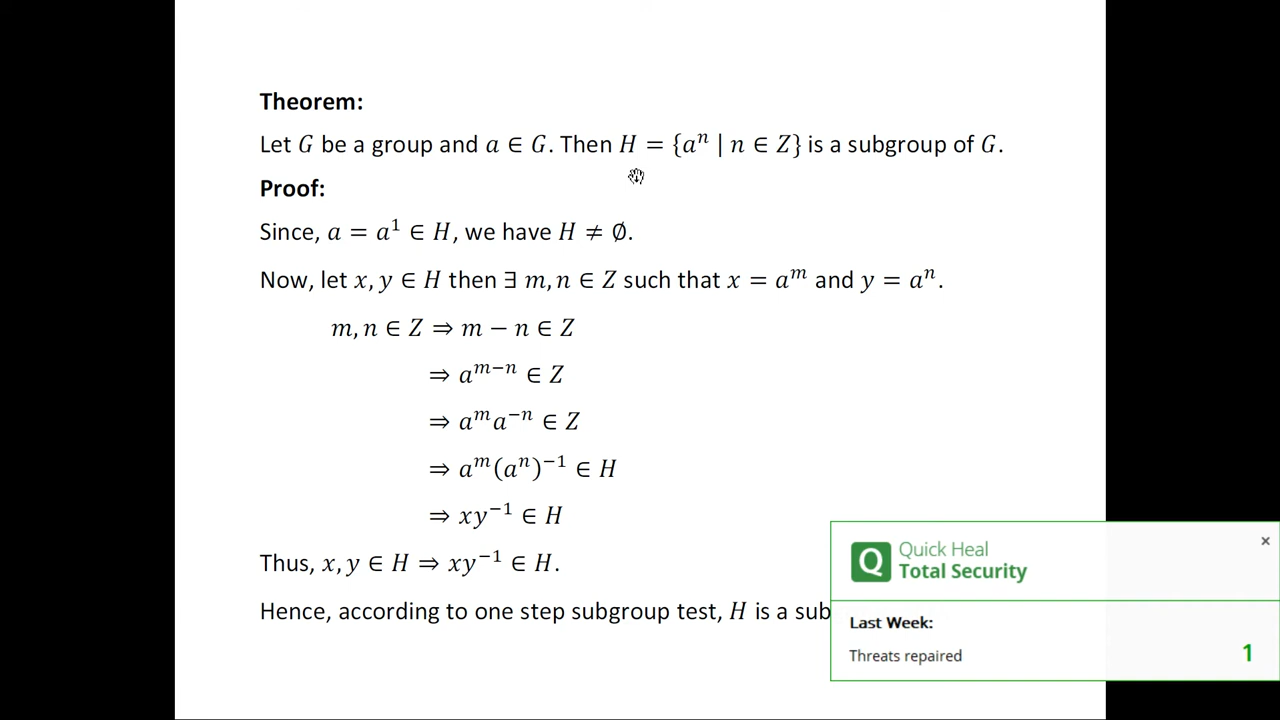 Theorem:
Let G be a group and a ∈ G. Then H = {aⁿ | n ∈ Z} is a subgroup of G.
Proof:
Since, a = a¹ ∈ H, we have H ≠ ∅.
Now, let x, y ∈ H then ∃ m, n ∈ Z such that x = aᵐ and y = aⁿ.
m, n ∈ Z ⇒ m − n ∈ Z
⇒ aᵐ⁻ⁿ ∈ Z
⇒ aᵐa⁻ⁿ ∈ Z
⇒ aᵐ(aⁿ)⁻¹ ∈ H
⇒ xy⁻¹ ∈ H
Thus, x, y ∈ H ⇒ xy⁻¹ ∈ H.
Hence, according to one step subgroup test, H is a sub
Q Quick Heal
Total Security
×
Last Week:
Threats repaired 1